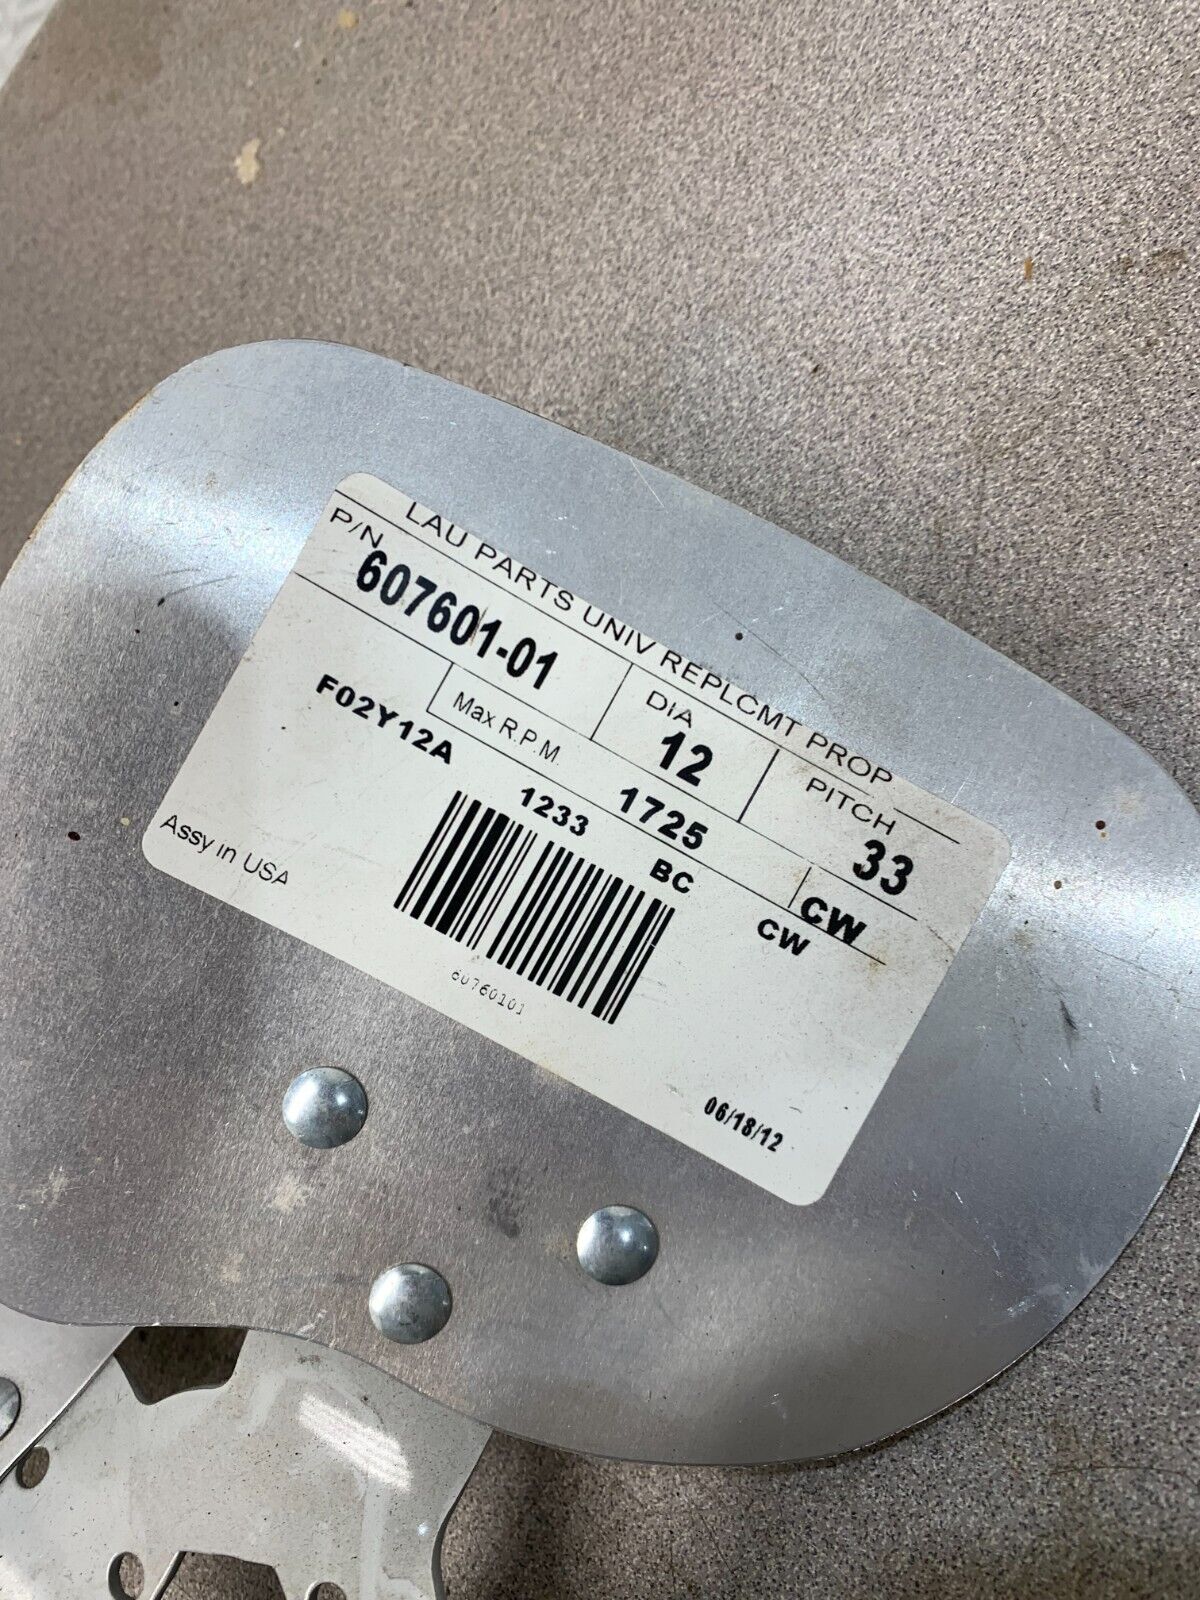 LAU PARTS UNIV REPLCMT PROP
P/N 607601-01 DIA 12 PITCH 33
Max R.P.M. 1725 CW
F02Y12A 1233 BC CW
Assy in USA
60760101
06/18/12